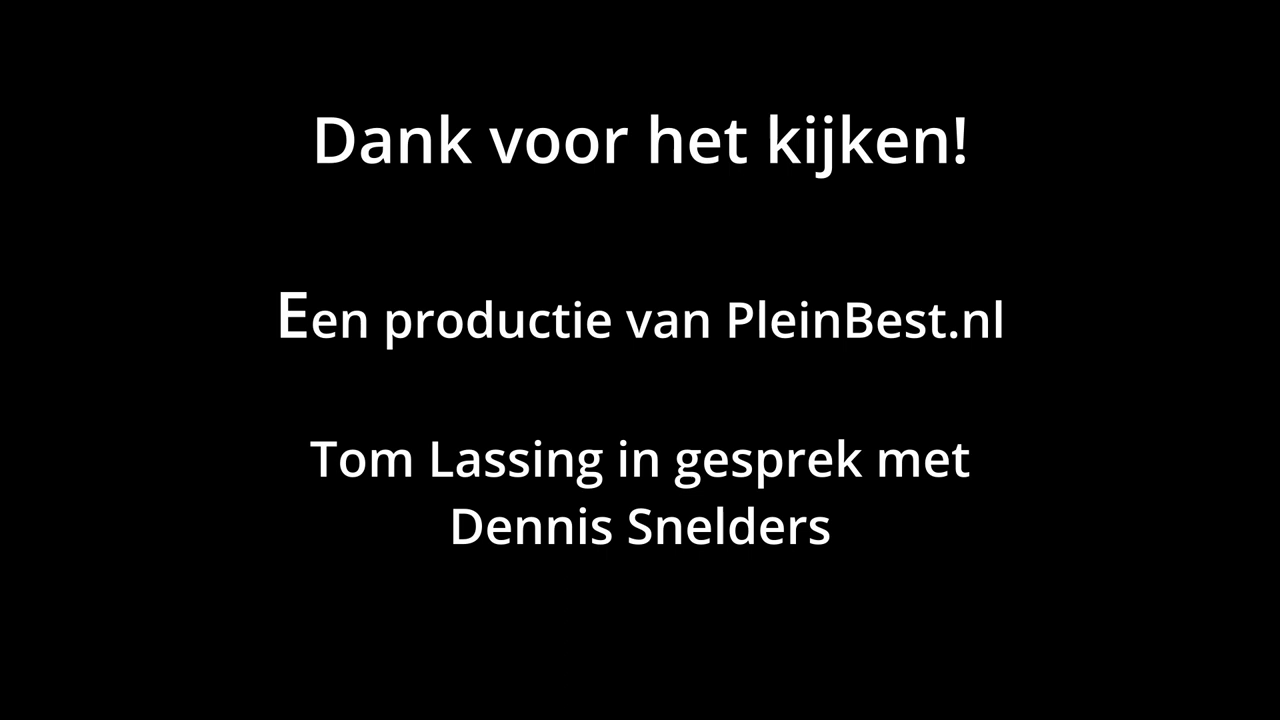 Dank voor het kijken!
Een productie van PleinBest.nl
Tom Lassing in gesprek met
Dennis Snelders